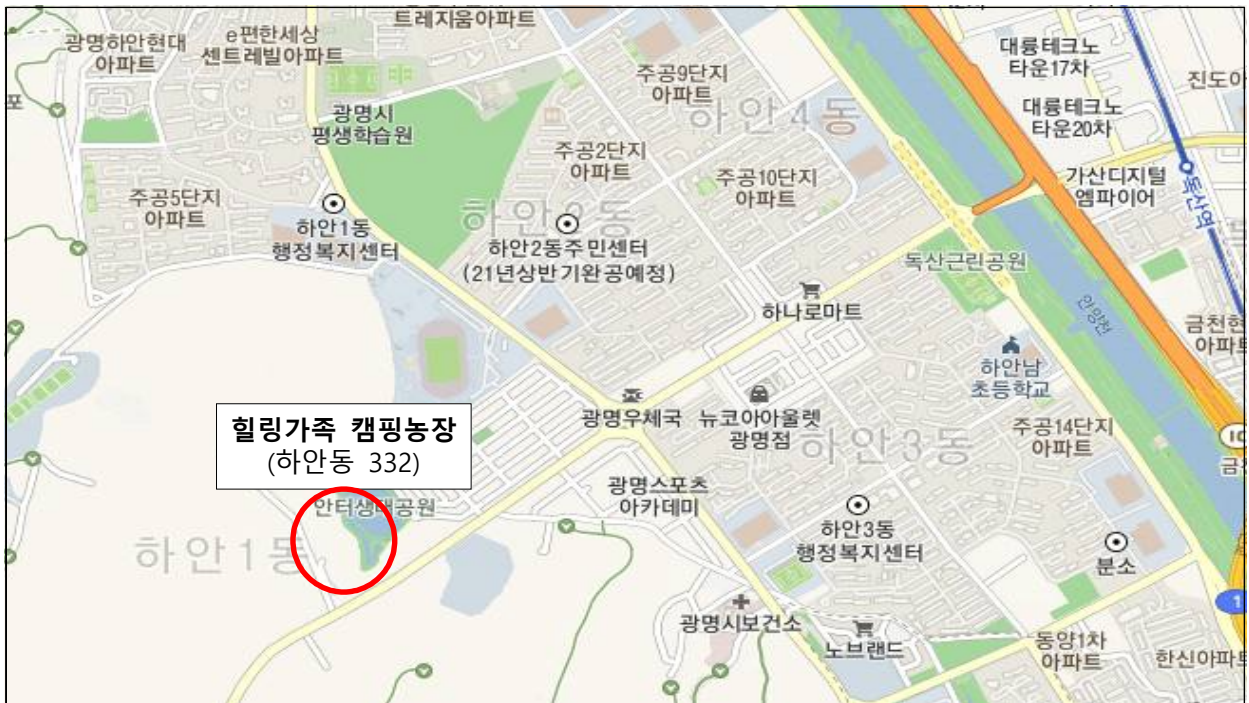 트레지움아파트
e편한세상
센트레빌아파트
광명하안현대
아파트
대륭테크노
타운17차
주공9단지
아파트
진도아
포
대륭테크노
타운20차
하안4동
광명시
평생학습원
주공2단지
아파트
주공10단지
아파트
가산디지털
엠파이어
독산역
주공5단지
아파트
하안1동
행정복지센터
하안2동
하안2동주민센터
(21년상반기완공예정)
독산근린공원
안양천
하나로마트
금천현
아파트
하안남
초등학교
광명우체국
뉴코아아울렛
광명점
하안3동
주공14단지
아파트
힐링가족 캠핑농장
(하안동 332)
IC
금천
광명스포츠
아카데미
안터생태공원
하안1동
하안3동
행정복지센터
분소
1
광명시보건소
노브랜드
동양1차
아파트
한신아파트